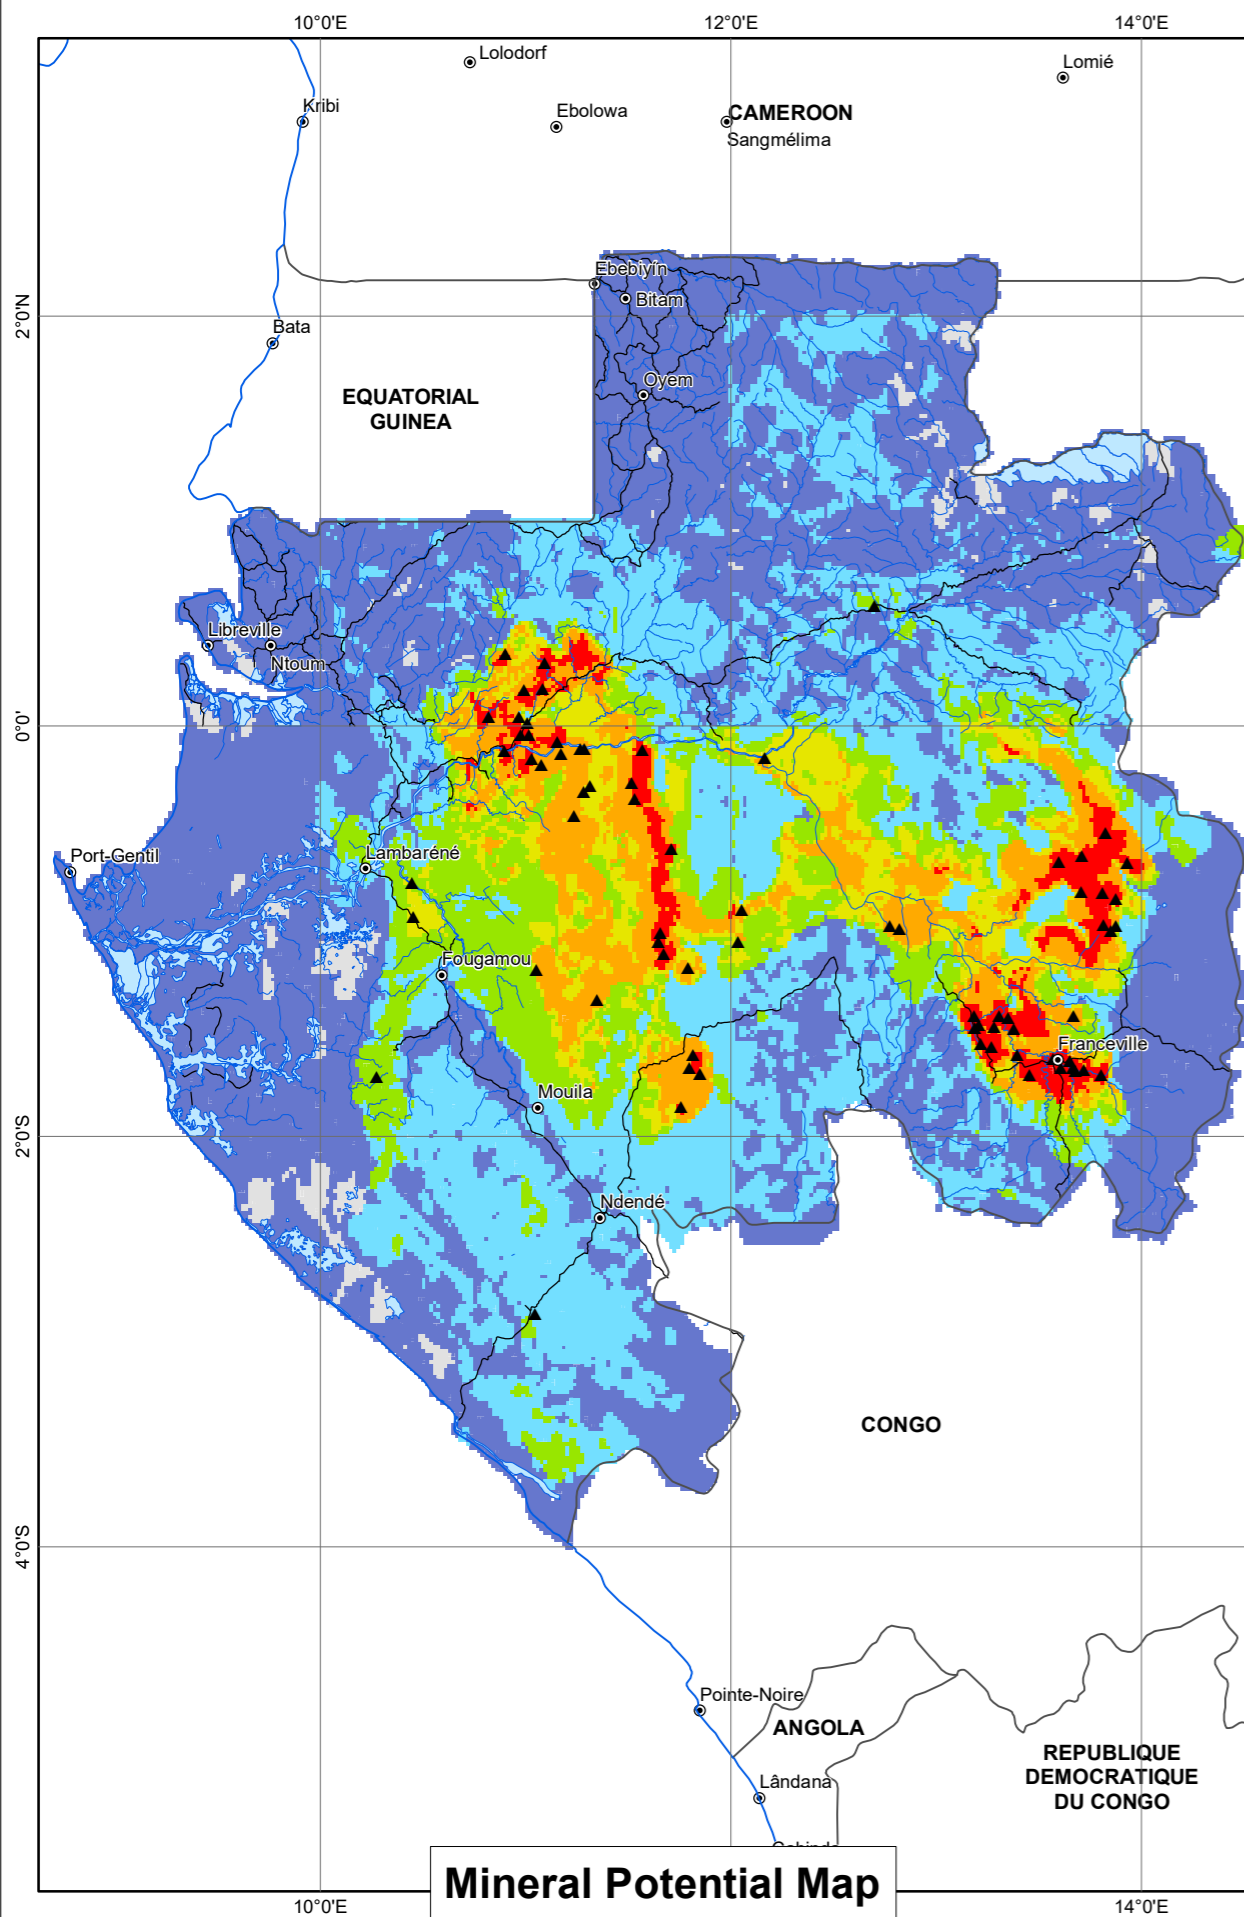 10°0'E
12°0'E
14°0'E
Lolodorf
Lomié
Kribi
Ebolowa
CAMEROON
Sangmélima
Ebebiyín
Bitam
2°0'N
Bata
Oyem
EQUATORIAL
GUINEA
Libreville
Ntoum
0°0'
Port-Gentil
Lambaréné
Fougamou
Franceville
Mouila
2°0'S
Ndendé
CONGO
4°0'S
Pointe-Noire
ANGOLA
REPUBLIQUE
DEMOCRATIQUE
DU CONGO
Lândana
Mineral Potential Map
10°0'E
14°0'E